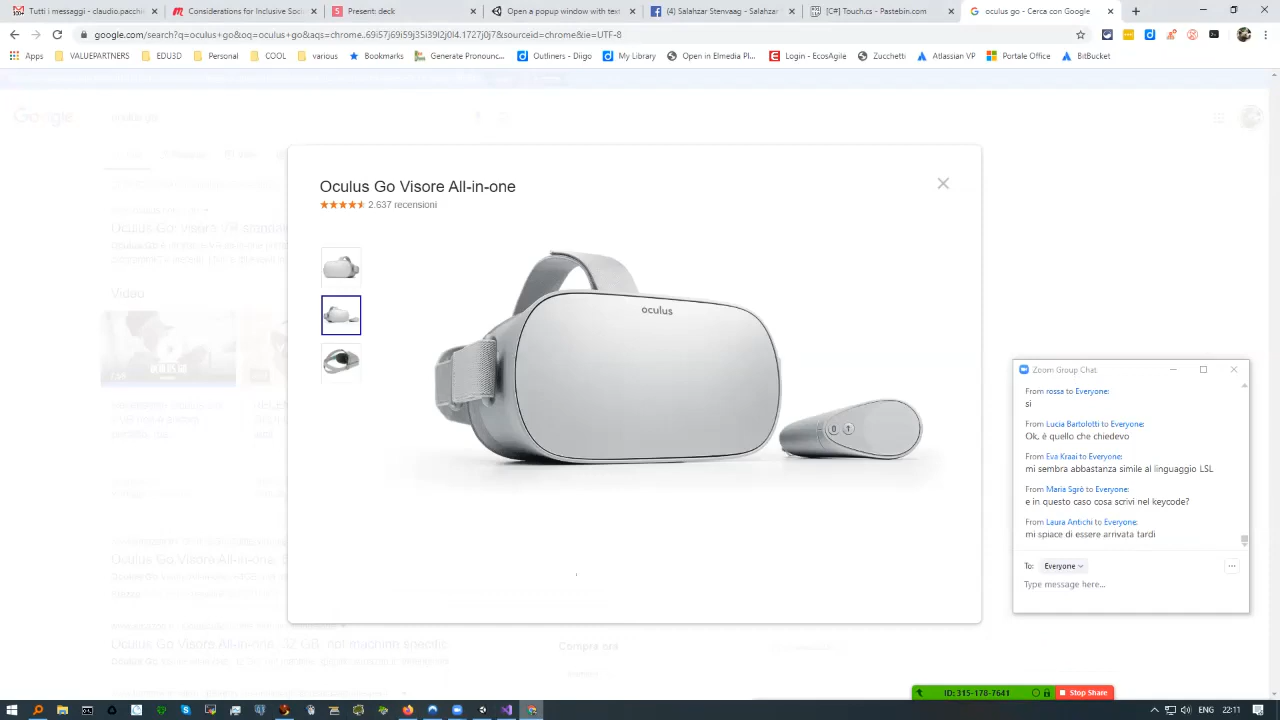 Tutti i messaggi - claudio.pacchi
Considerations for Inclusive Soci
Present: deck
Open a popup window with tex
(4) Salahzar Stenvaag - Salahzar
[C#] Touch.cs - Pastebin.com
oculus go - Cerca con Google
google.com/search?q=oculus+go&oq=oculus+go&aqs=chrome..69i57j69i59j35i39l2j0l4.1727j0j7&sourceid=chrome&ie=UTF-8
Apps
VALUEPARTNERS
EDU3D
Personal
COOL
various
BookMark
Generate Pronounc...
Outliners - Diigo
My Library
Open in Elmedia Pl...
Login - EcosAgile
Zucchetti
Atlassian VP
Portale Office
BitBucket
Google
Oculus Go Visore All-in-one
2.637 recensioni
Video
oculus
Zoom Group Chat
From rossa to Everyone:
si
From Lucia Bartolotti to Everyone:
Ok, è quello che chiedevo
From Eva Kraai to Everyone:
mi sembra abbastanza simile al linguaggio LSL
From Maria Sgrò to Everyone:
e in questo caso cosa scrivi nel keycode?
From Laura Antichi to Everyone:
mi spiace di essere arrivata tardi
To: Everyone
Type message here...
Compra ora
ID: 315-178-7641
Stop Share
ENG
22:11